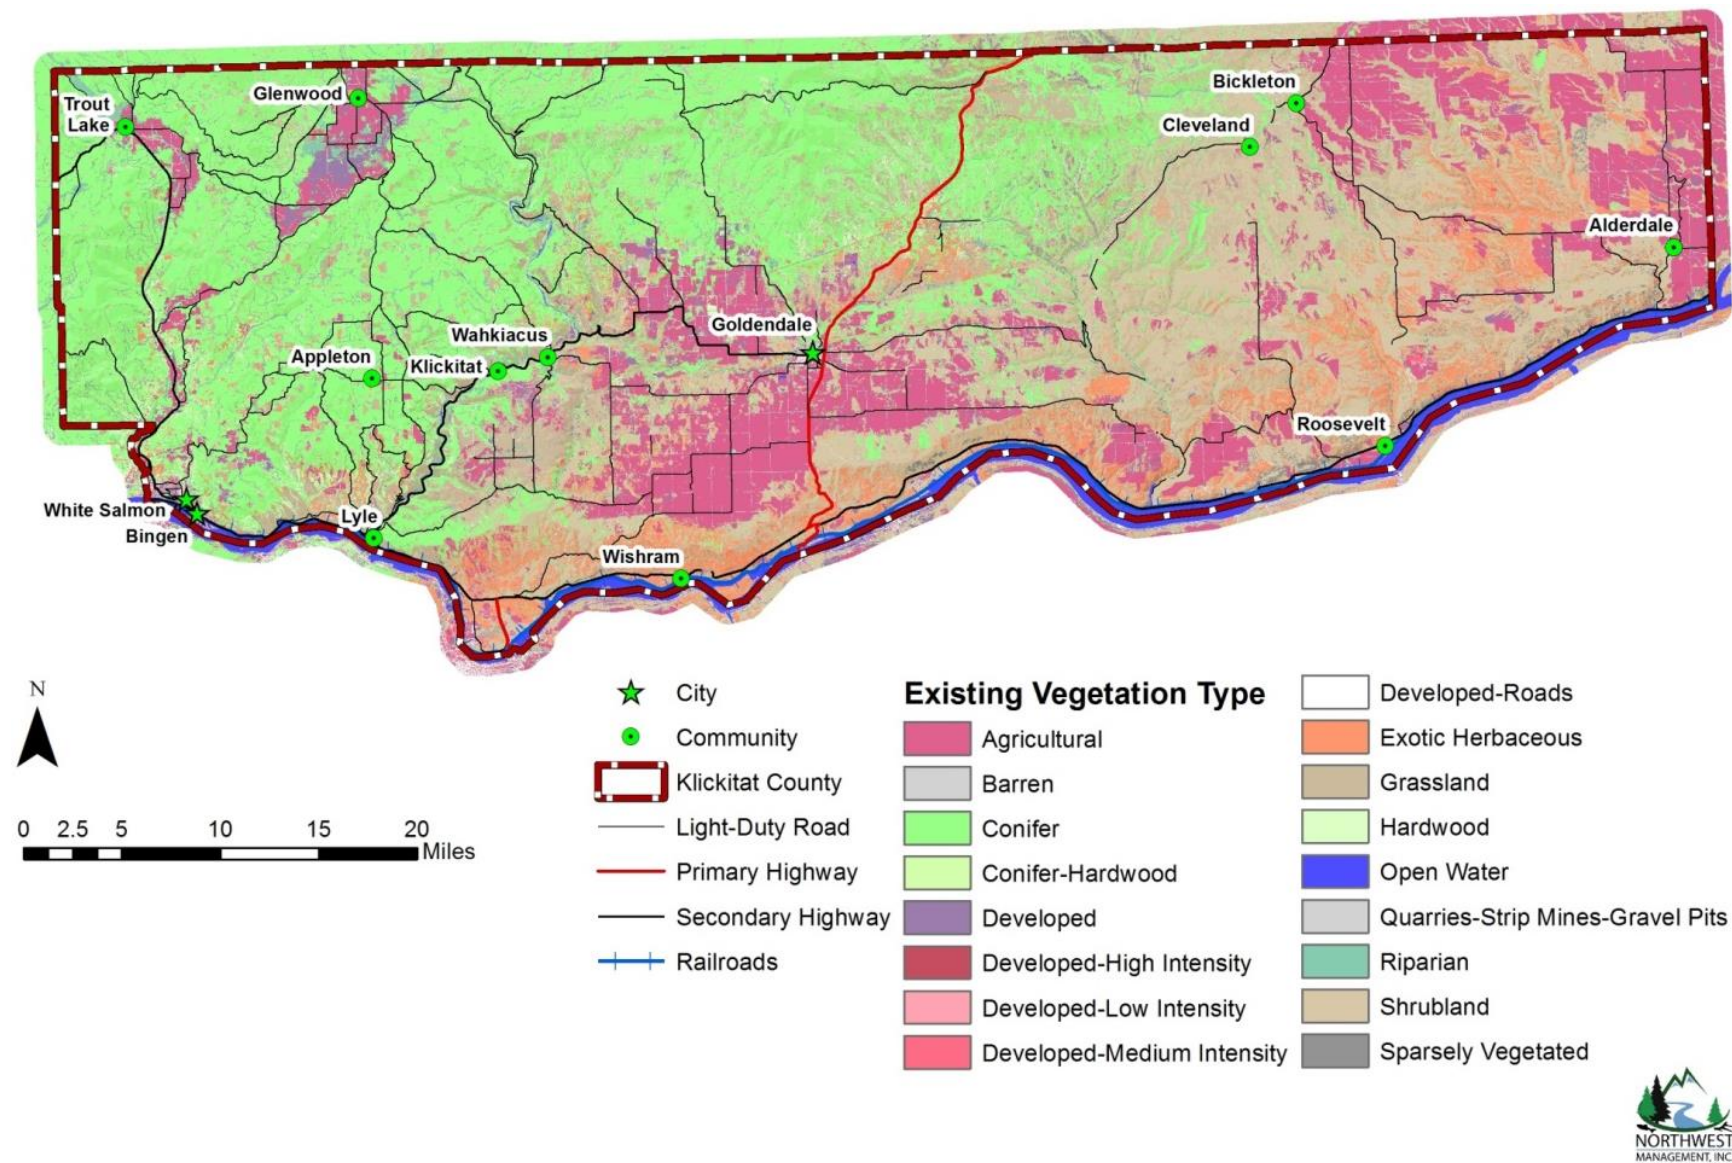 Trout
Lake
Glenwood
Bickleton
Cleveland
Alderdale
Goldendale
Wahkiacus
Appleton
Klickitat
Roosevelt
White Salmon
Bingen
Lyle
Wishram
N
0 2.5 5 10 15 20
Miles
City
Community
Klickitat County
Light-Duty Road
Primary Highway
Secondary Highway
Railroads
Existing Vegetation Type
Agricultural
Barren
Conifer
Conifer-Hardwood
Developed
Developed-High Intensity
Developed-Low Intensity
Developed-Medium Intensity
Developed-Roads
Exotic Herbaceous
Grassland
Hardwood
Open Water
Quarries-Strip Mines-Gravel Pits
Riparian
Shrubland
Sparsely Vegetated
NORTHWEST
MANAGEMENT, INC